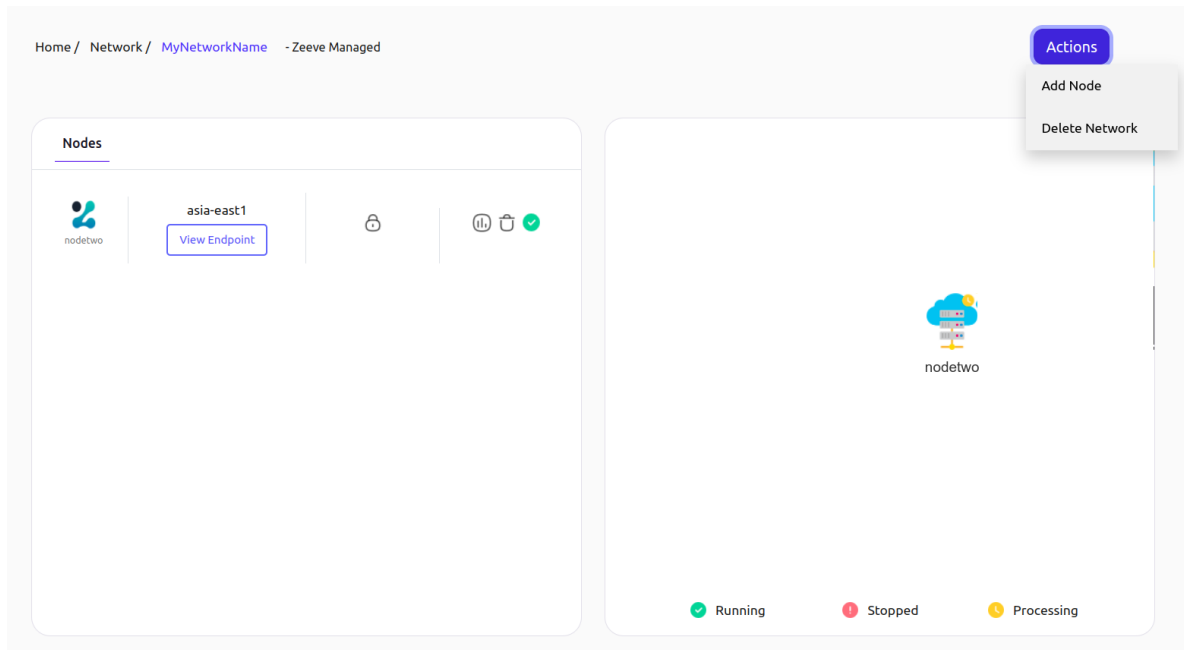 Home / Network / MyNetworkName - Zeeve Managed
Actions
Add Node
Delete Network
Nodes
nodetwo
asia-east1
View Endpoint
nodetwo
Running
Stopped
Processing